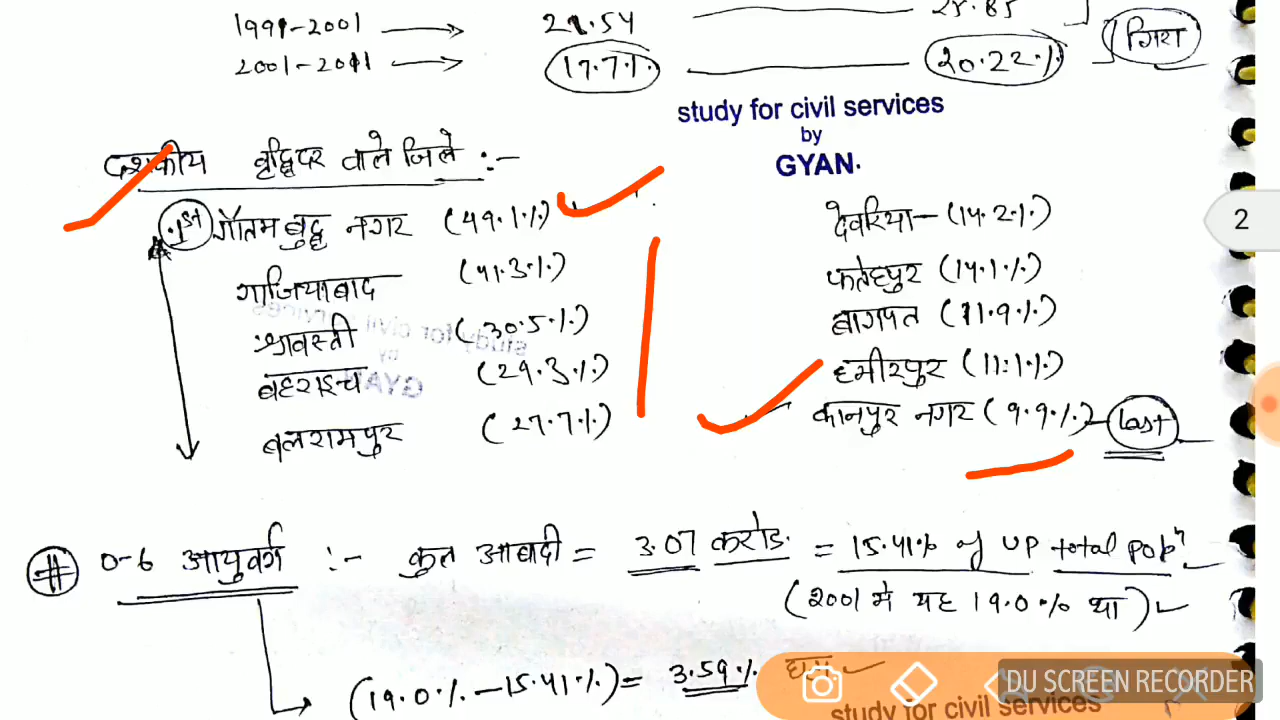 1991-2001 → 21.54 25.85
2001-2011 → 17.7% 20.22% गिरा
study for civil services
by
GYAN.
दशकीय वृद्धिदर वाले जिले :-
1st गौतम बुद्ध नगर (49.1%) देवरिया- (14.2%)
गाजियाबाद (41.3%) फतेहपुर (14.1%)
श्रावस्ती (30.5%) बागपत (11.9%)
बहराइच (29.3%) हमीरपुर (11.1%)
बलरामपुर (27.7%) कानपुर नगर (9.9%) - last
2
# 0-6 आयुवर्ग :- कुल आबादी = 3.07 करोड. = 15.41% of UP total popn
(2001 मे यह 19.0% था)
(19.0% - 15.41%) = 3.59%
DU SCREEN RECORDER
study for civil services